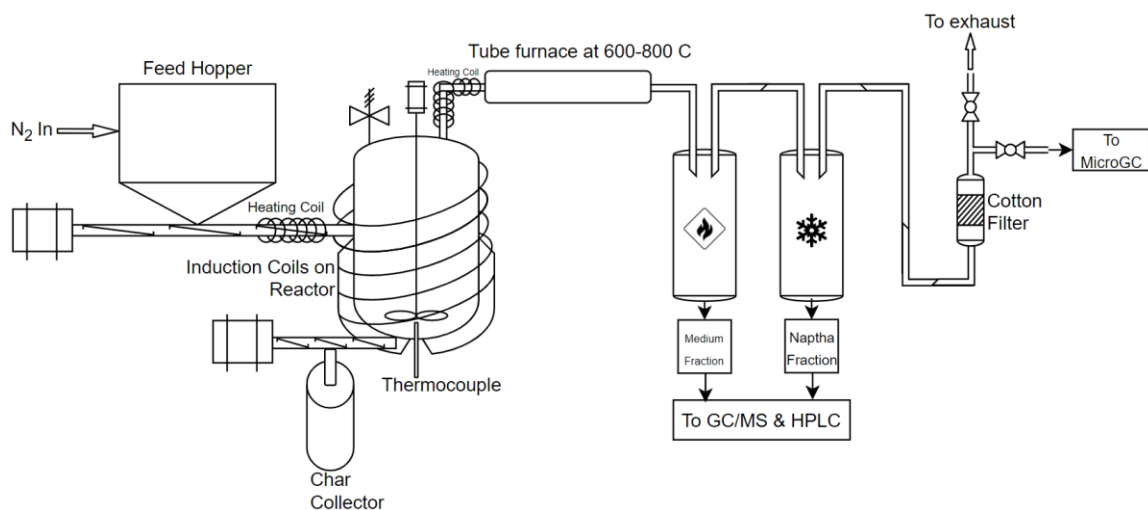 To exhaust
Tube furnace at 600-800 C
Heating Coil
Feed Hopper
N2 In
To
MicroGC
Heating Coil
Cotton
Filter
Induction Coils on
Reactor
Medium
Fraction
Naptha
Fraction
Thermocouple
To GC/MS & HPLC
Char
Collector